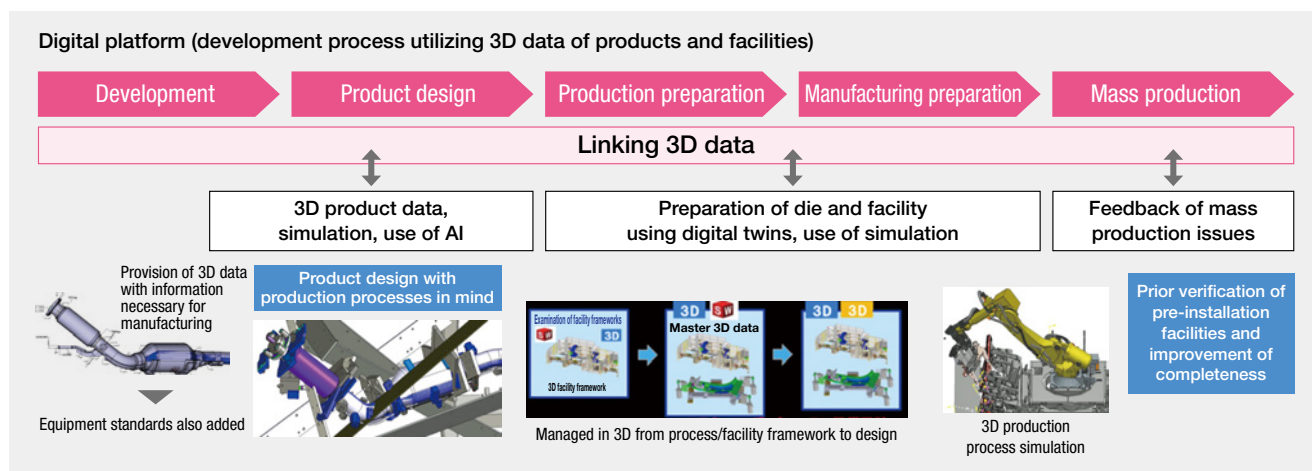 Digital platform (development process utilizing 3D data of products and facilities)
Development
Product design
Production preparation
Manufacturing preparation
Mass production
Linking 3D data
3D product data,
simulation, use of AI
Preparation of die and facility
using digital twins, use of simulation
Feedback of mass
production issues
Provision of 3D data
with information
necessary for
manufacturing
Equipment standards also added
Product design with
production processes in mind
Examination of facility frameworks
S W
3D
3D facility framework
3D
S W
Master 3D data
3D
3D
Managed in 3D from process/facility framework to design
3D production
process simulation
Prior verification of
pre-installation
facilities and
improvement of
completeness